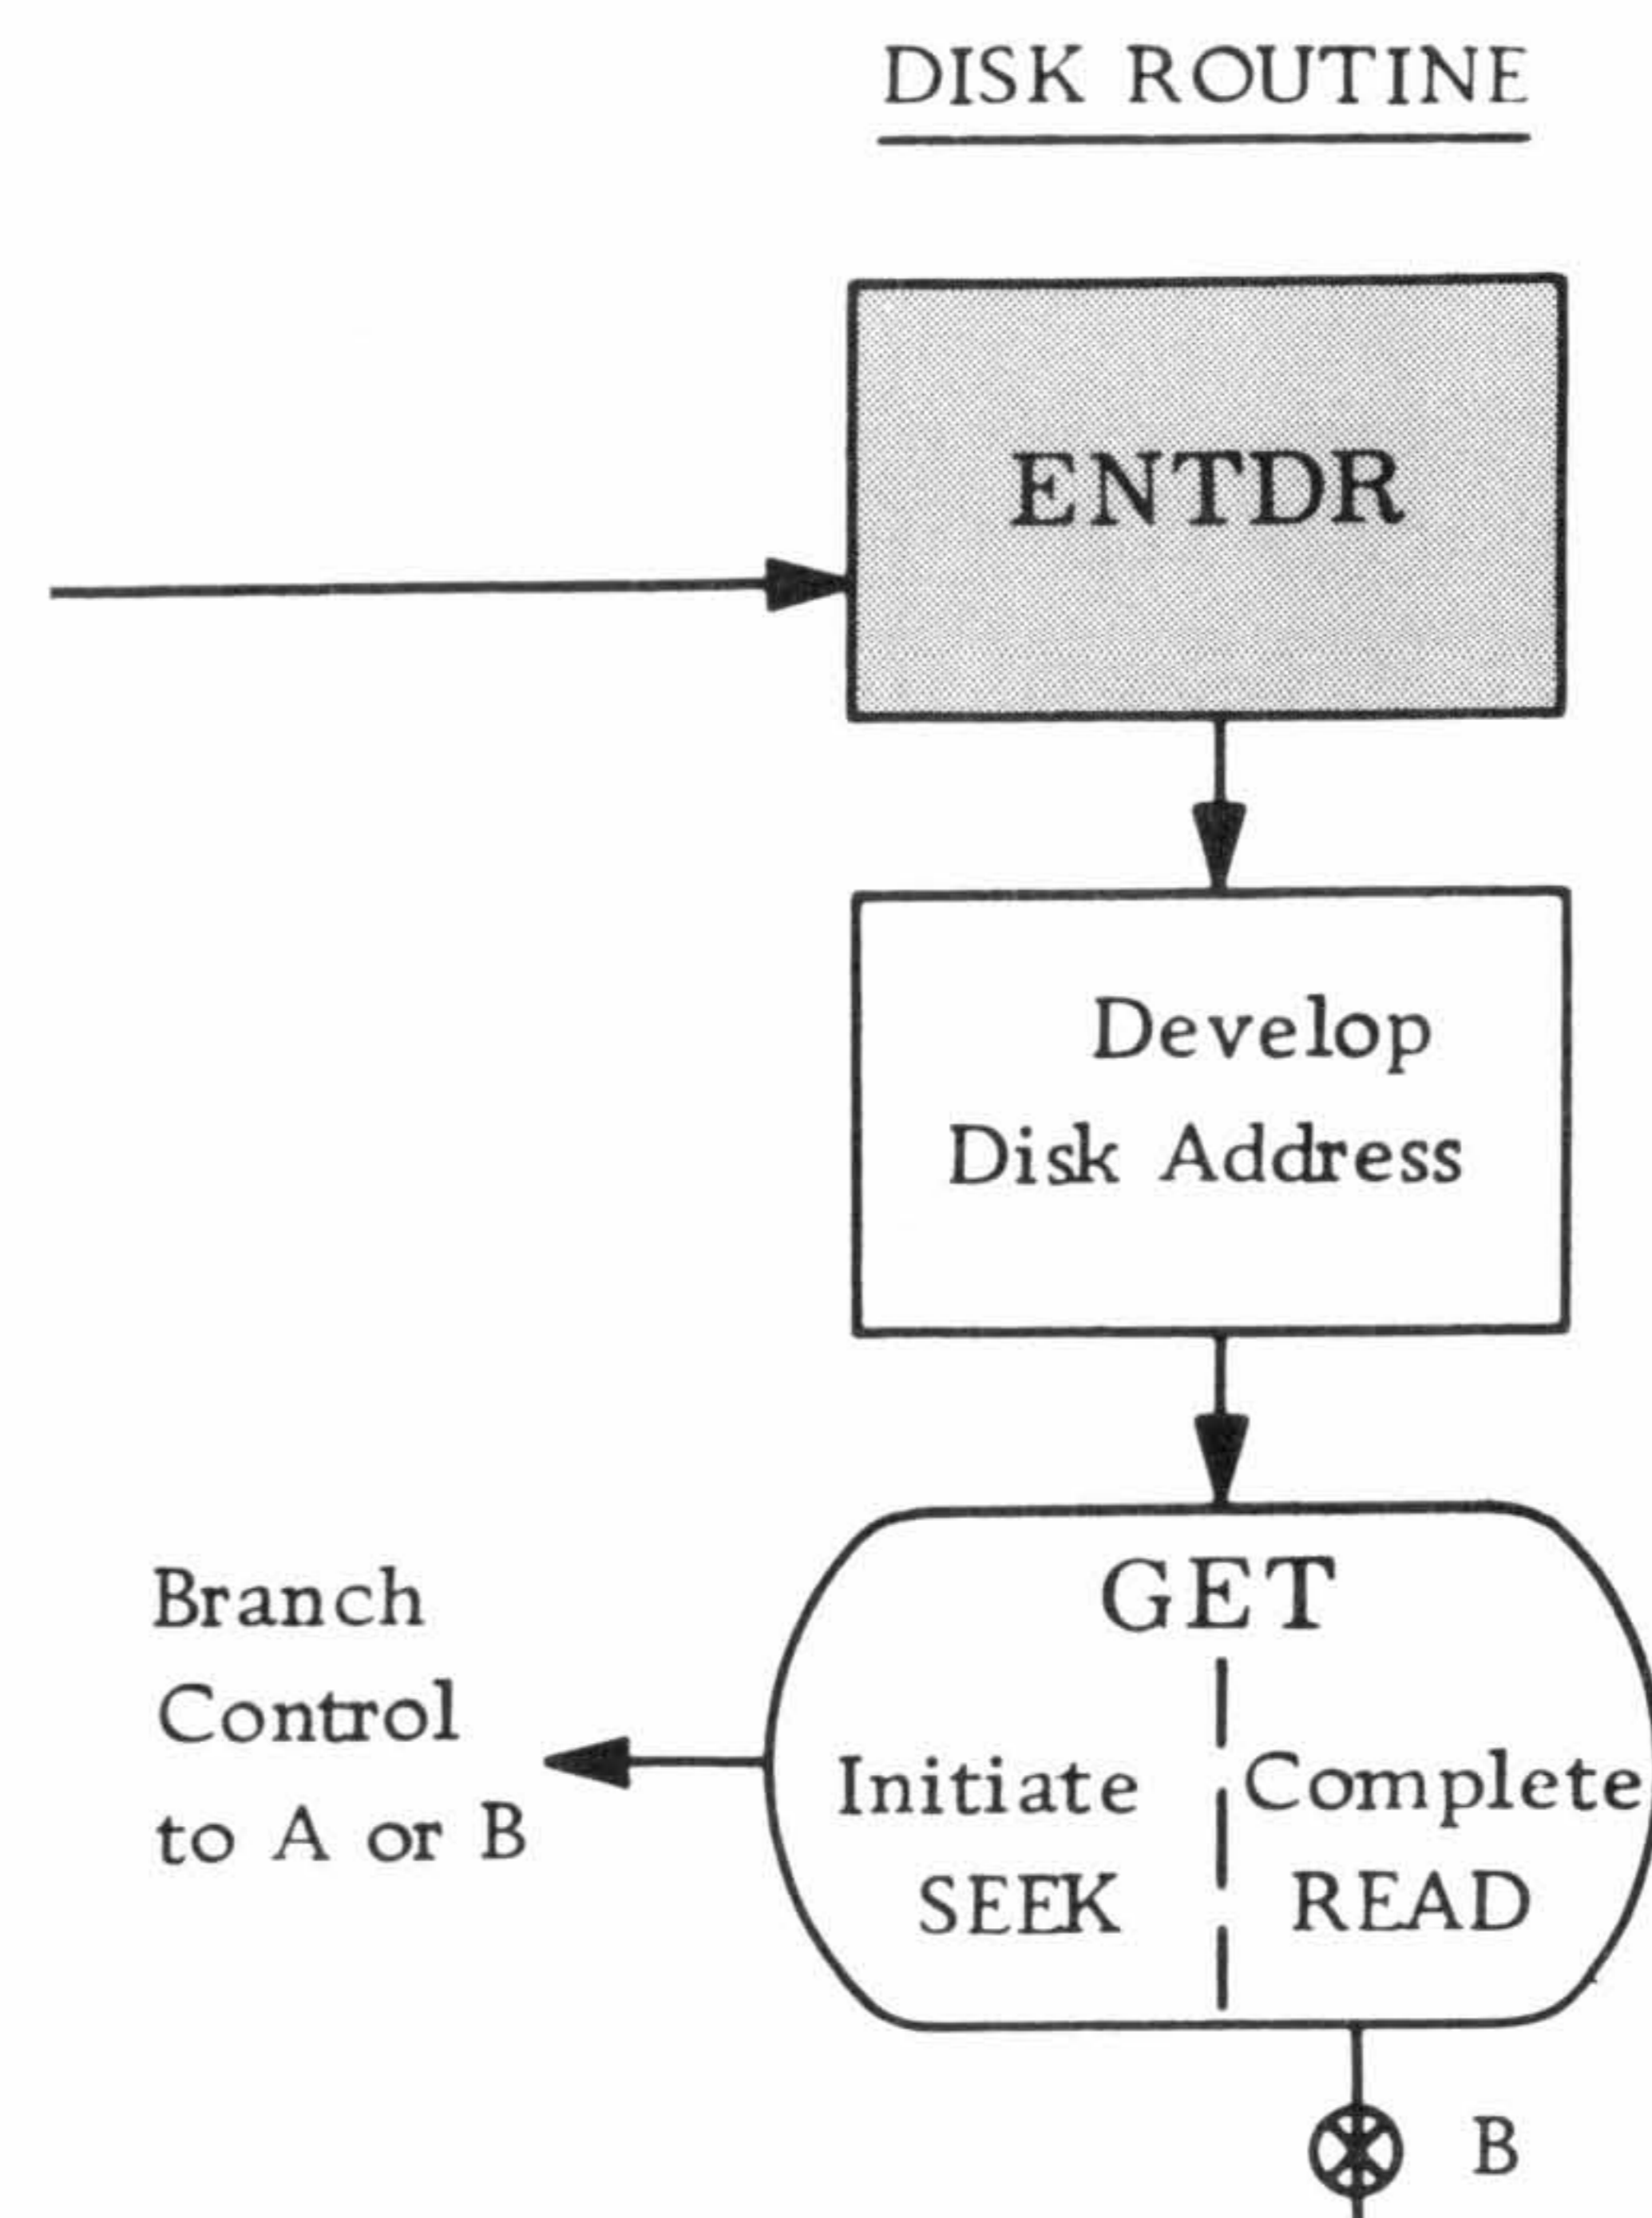 DISK ROUTINE
ENTDR
Develop
Disk Address
GET
Initiate
SEEK
Complete
READ
Branch
Control
to A or B
B